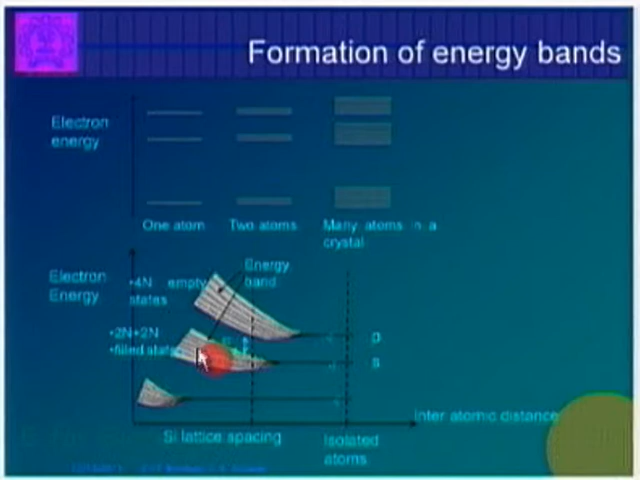 Formation of energy bands
Electron
energy
One atom
Two atoms
Many atoms in a
crystal
Electron
Energy
Energy
band
•4N empty
states
•2N+2N
•filled state
p
s
Inter atomic distance
Si lattice spacing
Isolated
atoms